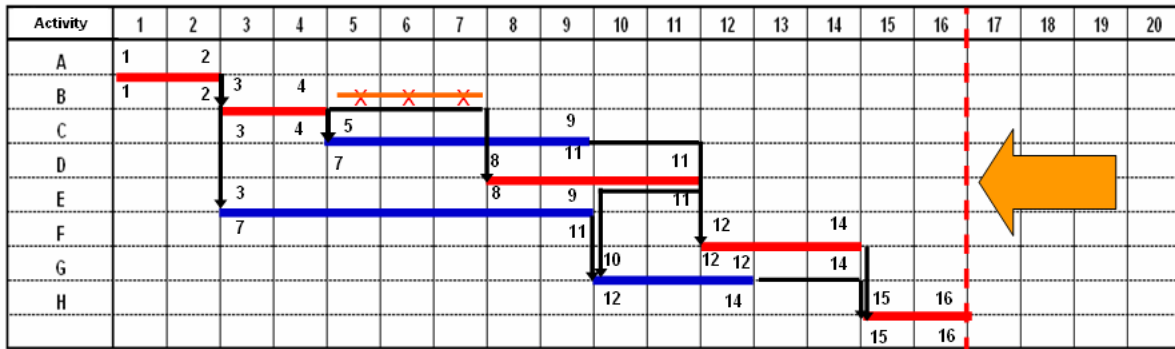 Activity 1 2 3 4 5 6 7 8 9 10 11 12 13 14 15 16 17 18 19 20
A 1 2
1 2 3 4
B X X X
3 4 5 9
C
7 11 8 11
D
8 11
E 3 9
7 11 12 14
F
10 12 12 14
G
12 14 15 16
H
15 16